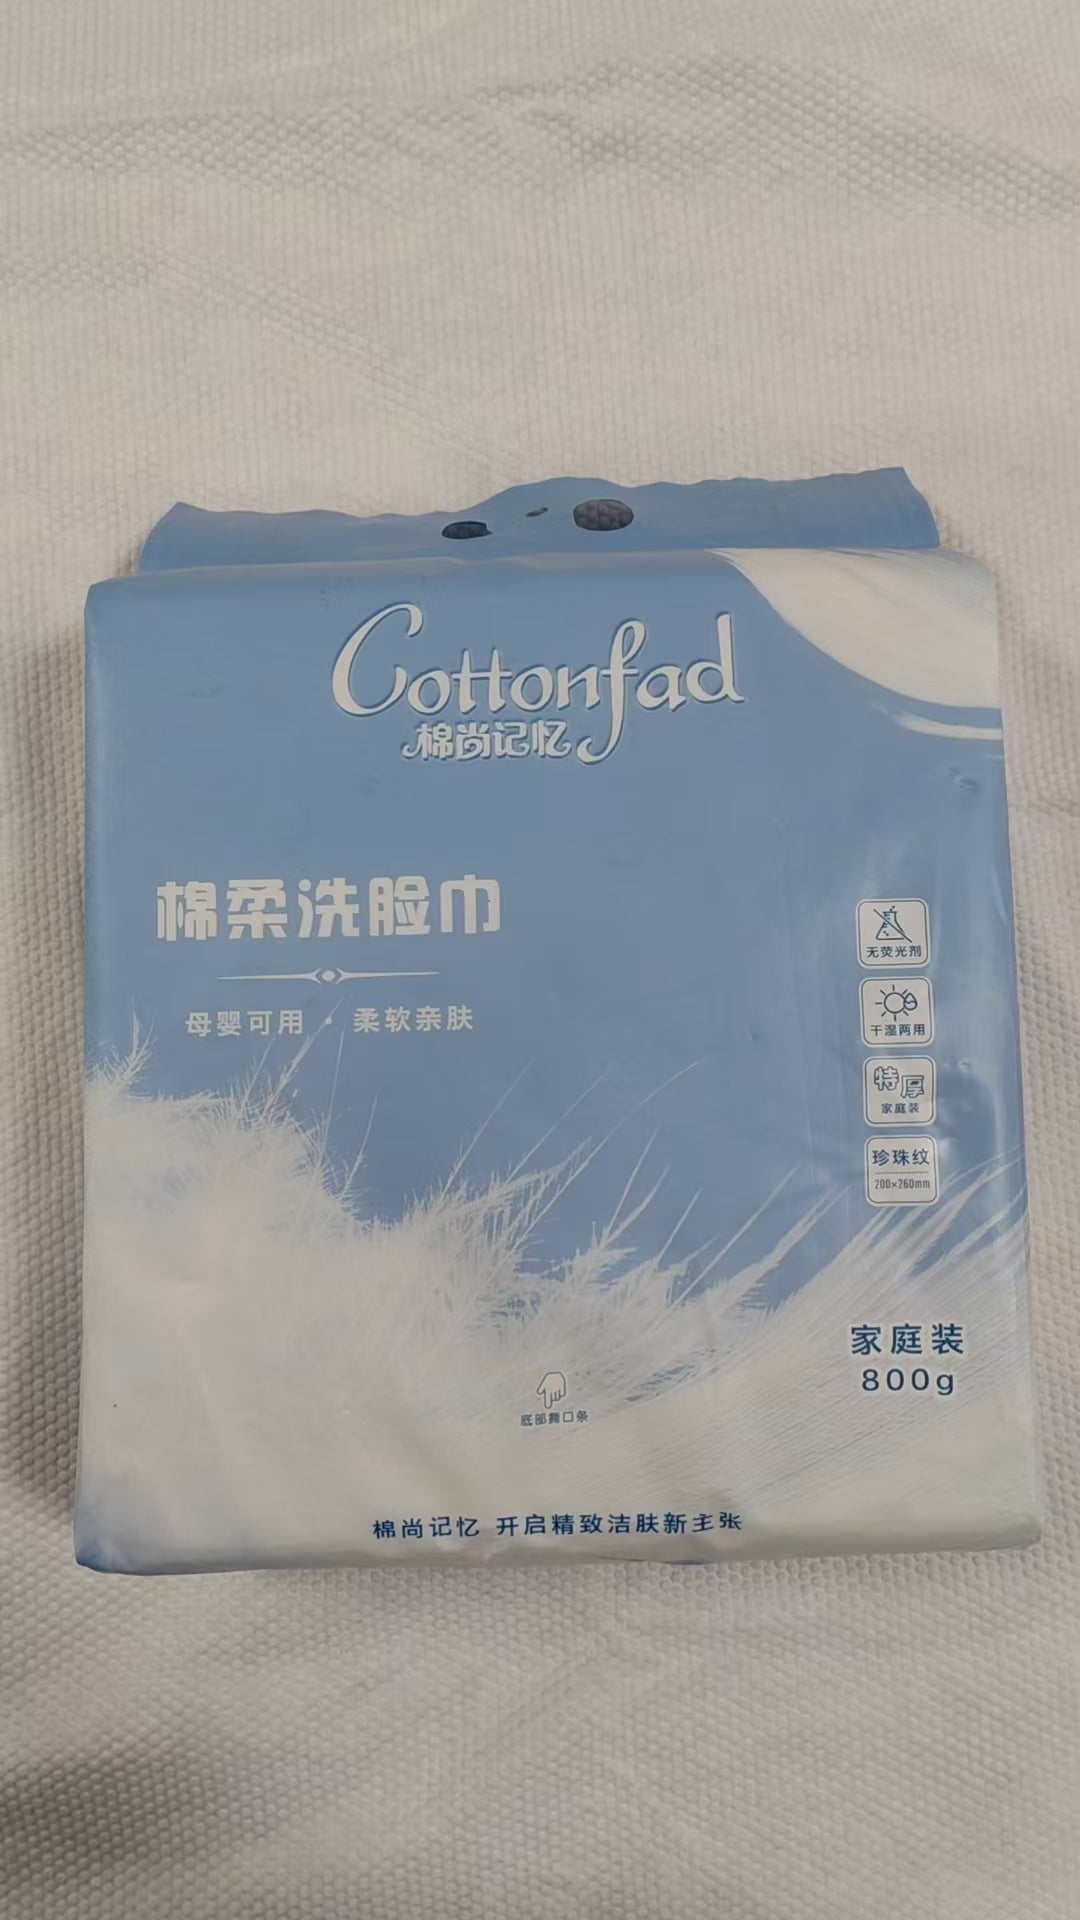 Cottonfad
棉尚记忆
棉柔洗脸巾
母婴可用·柔软亲肤
无荧光剂
干湿两用
特厚
家庭装
珍珠纹
200×260mm
家庭装
800g
底部撕口条
棉尚记忆 开启精致洁肤新主张